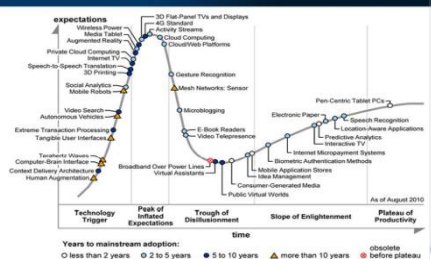 expectations
3D Flat-Panel TVs and Displays
Wireless Power
4G Standard
Media Tablet
Activity Streams
Augmented Reality
Cloud Computing
Private Cloud Computing
Cloud/Web Platforms
Internet TV
Speech-to-Speech Translation
3D Printing
Gesture Recognition
Social Analytics
Mesh Networks: Sensor
Mobile Robots
Pen-Centric Tablet PCs
Video Search
Microblogging
Electronic Paper
Autonomous Vehicles
Speech Recognition
Location-Aware Applications
Extreme Transaction Processing
E-Book Readers
Predictive Analytics
Tangible User Interfaces
Video Telepresence
Interactive TV
Internet Micropayment Systems
Terahertz Waves
Biometric Authentication Methods
Computer-Brain Interface
Broadband Over Power Lines
Mobile Application Stores
Context Delivery Architecture
Virtual Assistants
Idea Management
Human Augmentation
Consumer-Generated Media
Public Virtual Worlds
As of August 2010
Technology Trigger
Peak of Inflated Expectations
Trough of Disillusionment
Slope of Enlightenment
Plateau of Productivity
time
Years to mainstream adoption:
less than 2 years
2 to 5 years
5 to 10 years
more than 10 years
obsolete before plateau